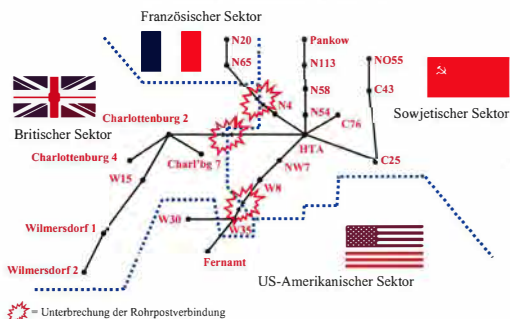 Französischer Sektor
N20
Pankow
N65
N113
NO55
N58
C43
N4
N54
Sowjetischer Sektor
Britischer Sektor
Charlottenburg 2
C76
HTA
Charlottenburg 4
Charl'bg 7
C25
NW7
W15
W8
W30
W35
Wilmersdorf 1
Fernamt
Wilmersdorf 2
US-Amerikanischer Sektor
= Unterbrechung der Rohrpostverbindung